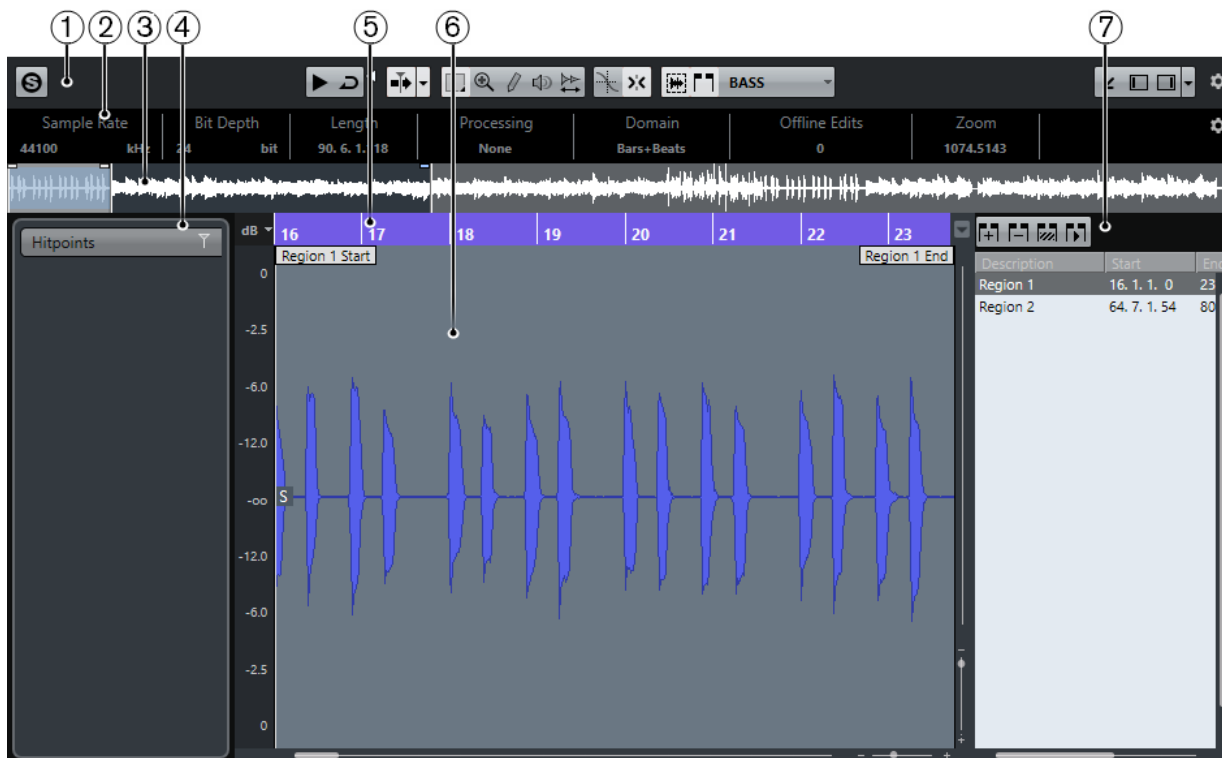 1 2 3 4 5 6 7
S BASS
Sample Rate Bit Depth Length Processing Domain Offline Edits Zoom
44100 kHz 24 bit 90. 6. 1. 18 None Bars+Beats 0 1074.5143
Hitpoints
dB 16 17 18 19 20 21 22 23
Region 1 Start Region 1 End
0
-2.5
-6.0
-12.0
-∞ S
-12.0
-6.0
-2.5
0
Description Start End
Region 1 16. 1. 1. 0 23
Region 2 64. 7. 1. 54 80